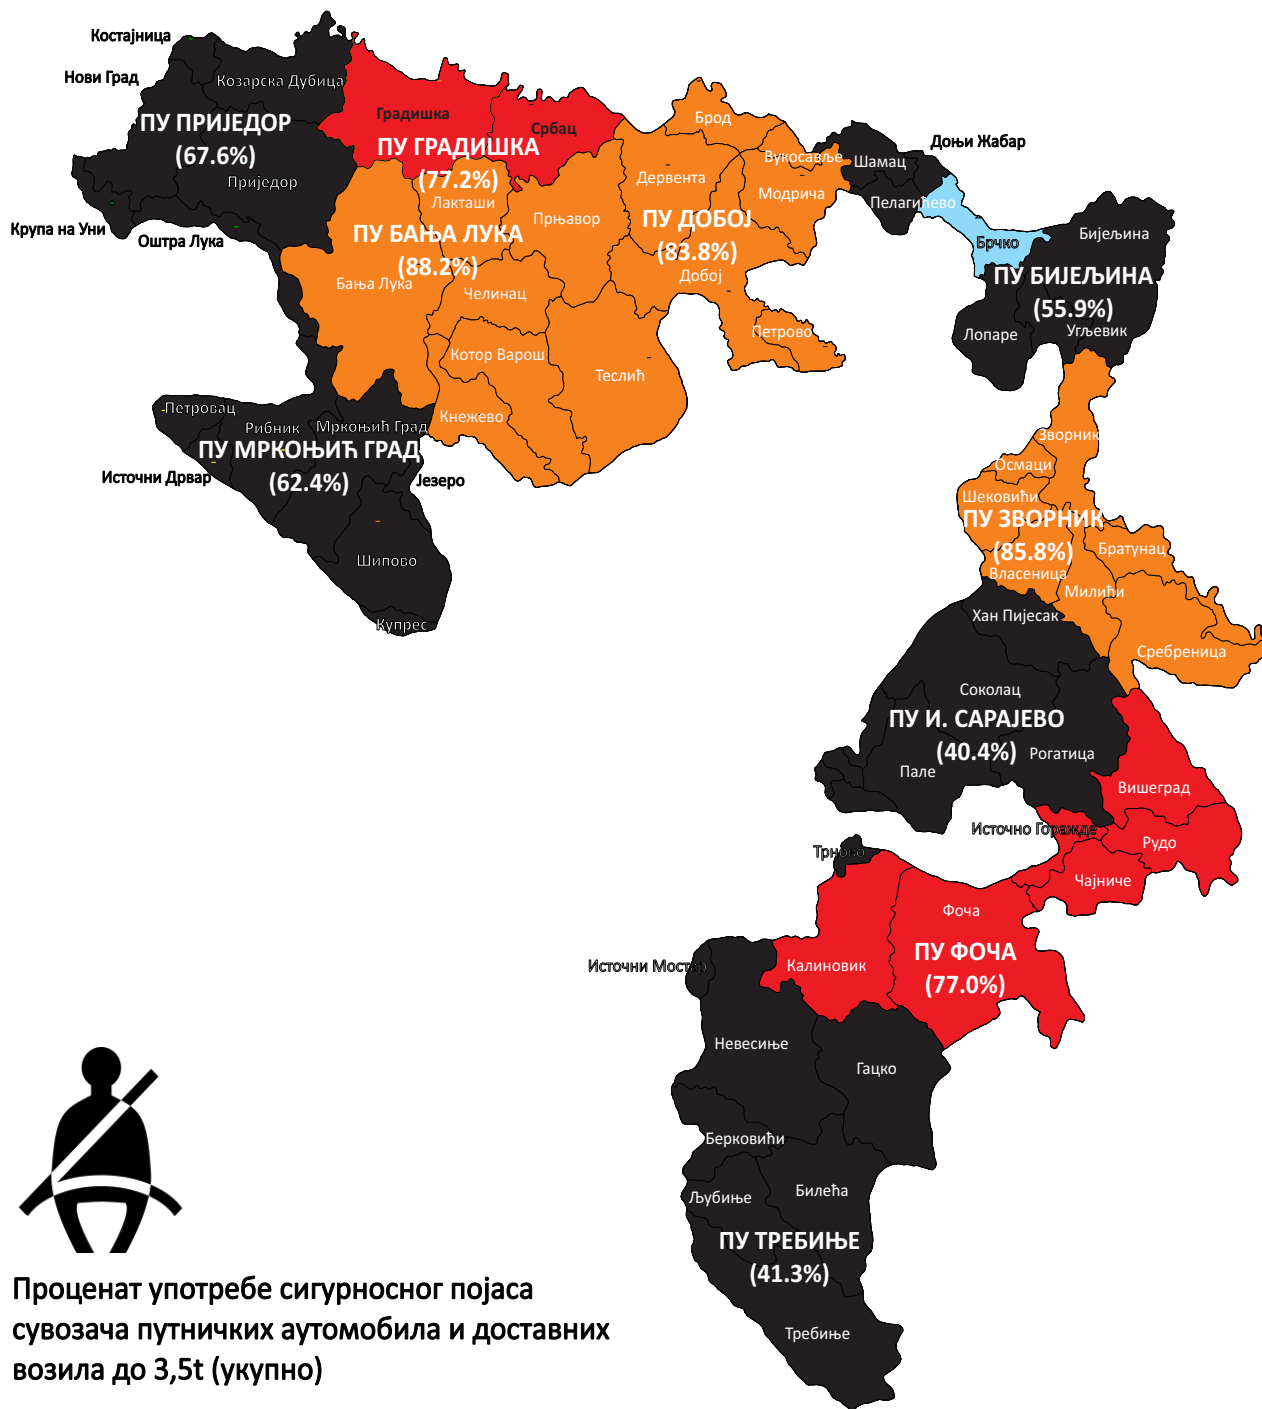 Костајница
Нови Град
Козарска Дубица
ПУ ПРИЈЕДОР
(67.6%)
Приједор
Крупа на Уни
Оштра Лука
Градишка
Србац
ПУ ГРАДИШКА
(77.2%)
Лакташи
Прњавор
ПУ БАЊА ЛУКА
(88.2%)
Бања Лука
Челинац
Котор Варош
Кнежево
Теслић
Брод
Вукосавље
Дервента
Модрича
ПУ ДОБОЈ
(83.8%)
Добој
Петрово
Шамац
Доњи Жабар
Пелагићево
Брчко
Бијељина
ПУ БИЈЕЉИНА
(55.9%)
Лопаре
Угљевик
Петровац
Рибник
Мркоњић Град
ПУ МРКОЊИЋ ГРАД
(62.4%)
Источни Дрвар
Језеро
Шипово
Купрес
Зворник
Осмаци
Шековићи
ПУ ЗВОРНИК
(85.8%)
Братунац
Власеница
Милићи
Сребреница
Хан Пијесак
Соколац
ПУ И. САРАЈЕВО
(40.4%)
Рогатица
Пале
Вишеград
Источно Горажде
Рудо
Чајниче
Трново
Фоча
ПУ ФОЧА
(77.0%)
Калиновик
Источни Мостар
Невесиње
Гацко
Берковићи
Љубиње
Билећа
ПУ ТРЕБИЊЕ
(41.3%)
Требиње
Проценат употребе сигурносног појаса
сувозача путничких аутомобила и доставних
возила до 3,5t (укупно)